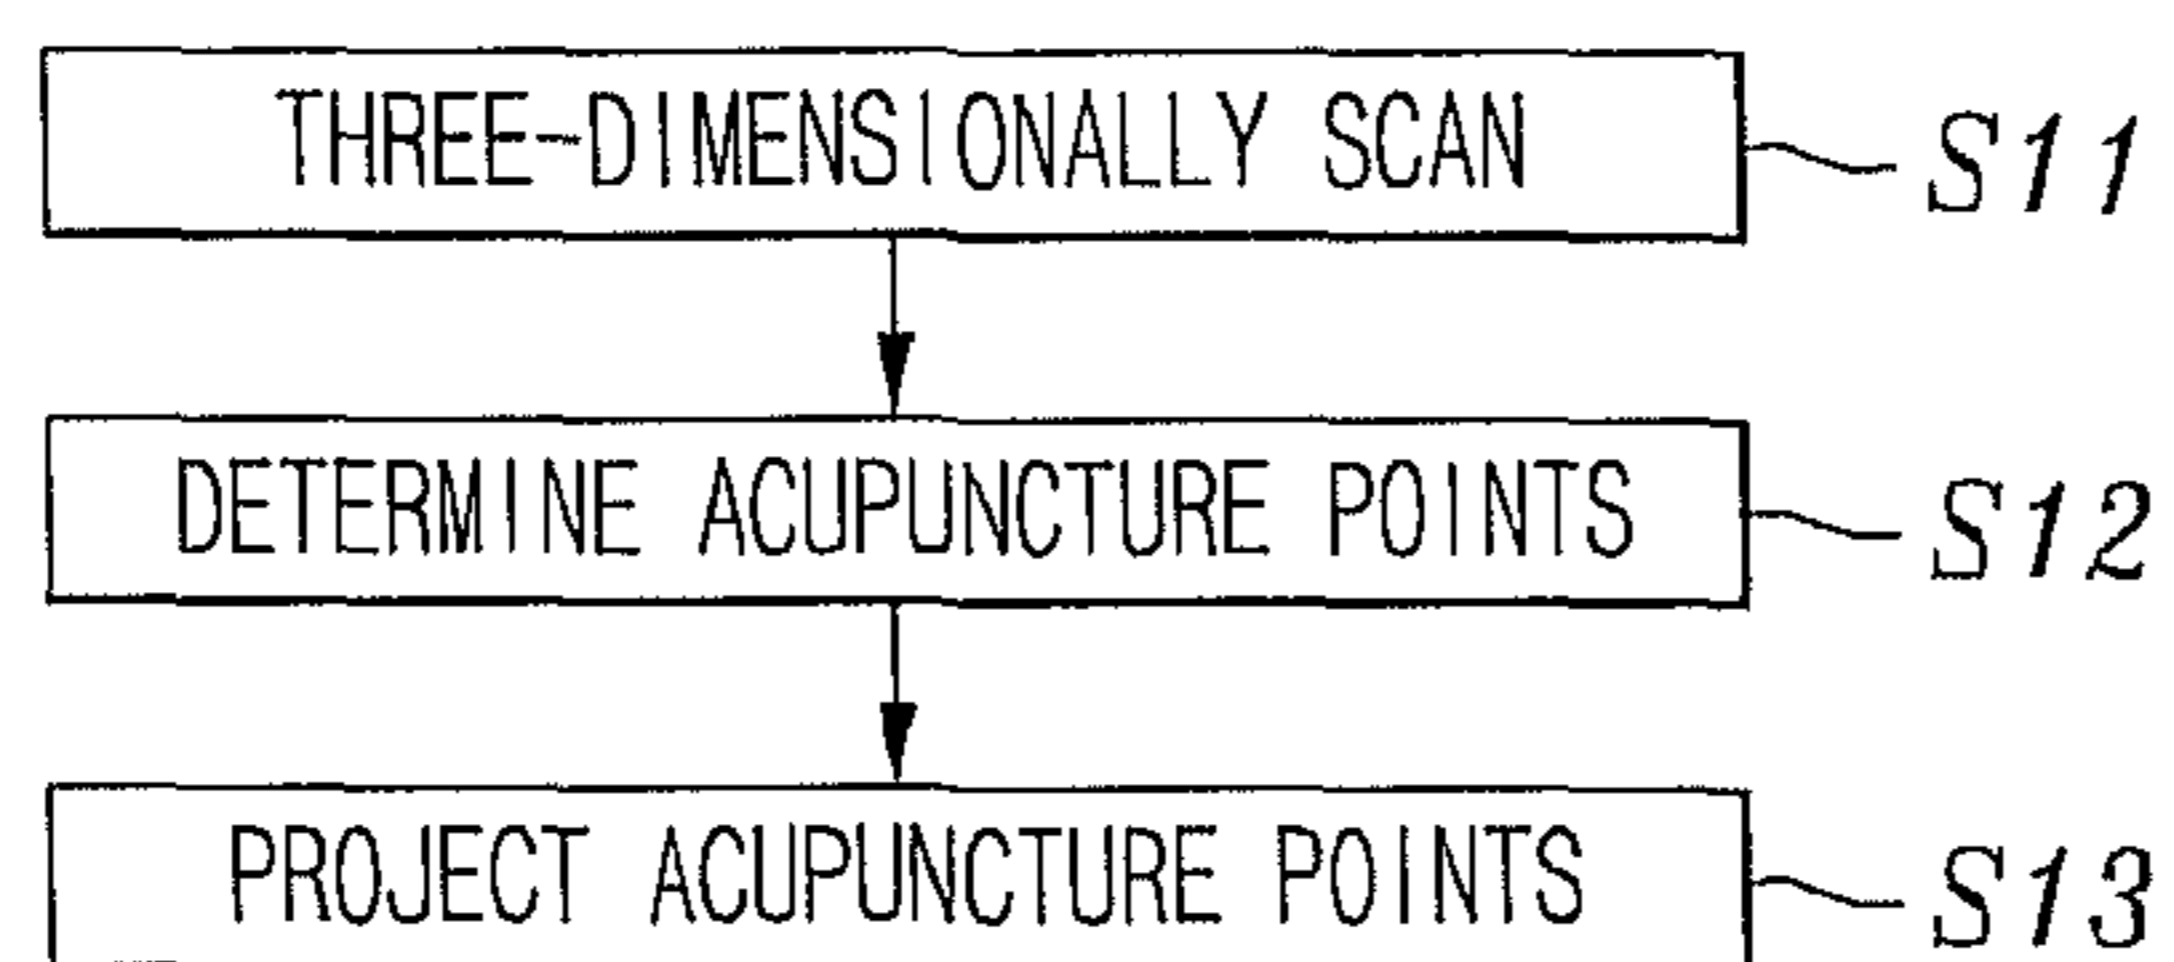 THREE-DIMENSIONALLY SCAN S11
DETERMINE ACUPUNCTURE POINTS S12
PROJECT ACUPUNCTURE POINTS S13